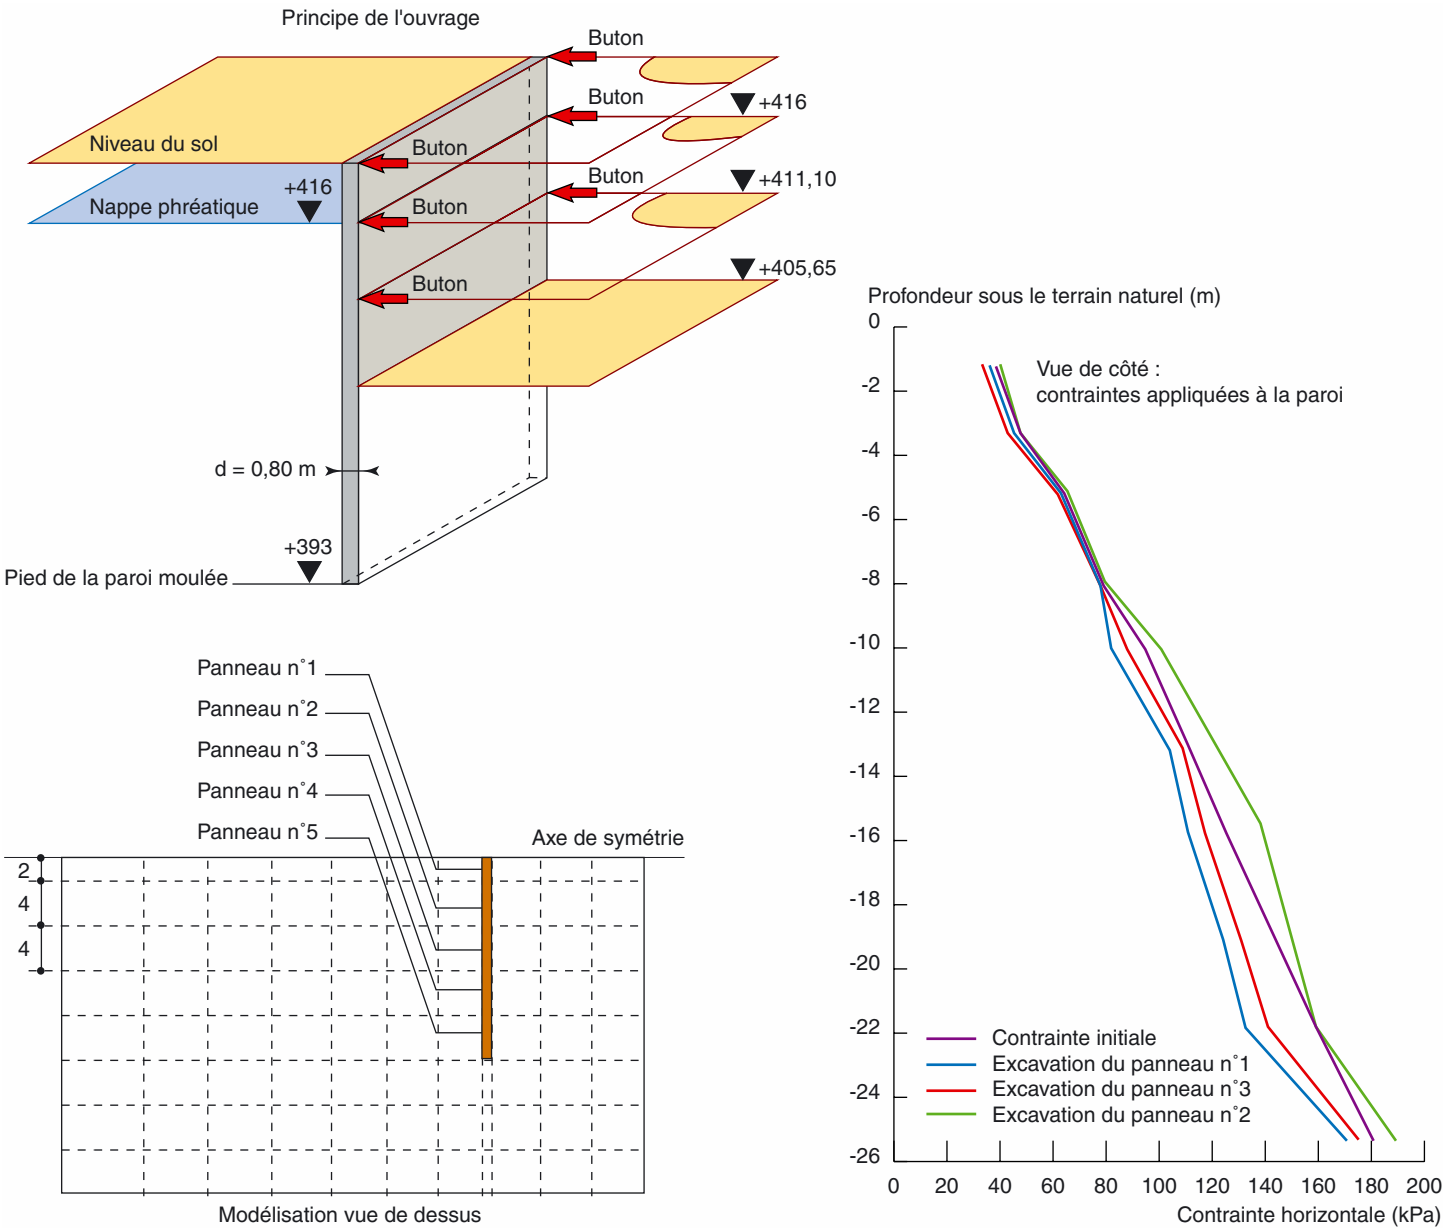 Principe de l'ouvrage
Buton
Buton
+416
Niveau du sol
Buton
+416
Buton
+411,10
Nappe phréatique
Buton
Buton
+405,65
d = 0,80 m
+393
Pied de la paroi moulée
Panneau n°1
Panneau n°2
Panneau n°3
Panneau n°4
Panneau n°5
Axe de symétrie
2
4
4
Modélisation vue de dessus
Profondeur sous le terrain naturel (m)
0
-2
-4
-6
-8
-10
-12
-14
-16
-18
-20
-22
-24
-26
Vue de côté :
contraintes appliquées à la paroi
Contrainte initiale
Excavation du panneau n°1
Excavation du panneau n°3
Excavation du panneau n°2
0 20 40 60 80 100 120 140 160 180 200
Contrainte horizontale (kPa)